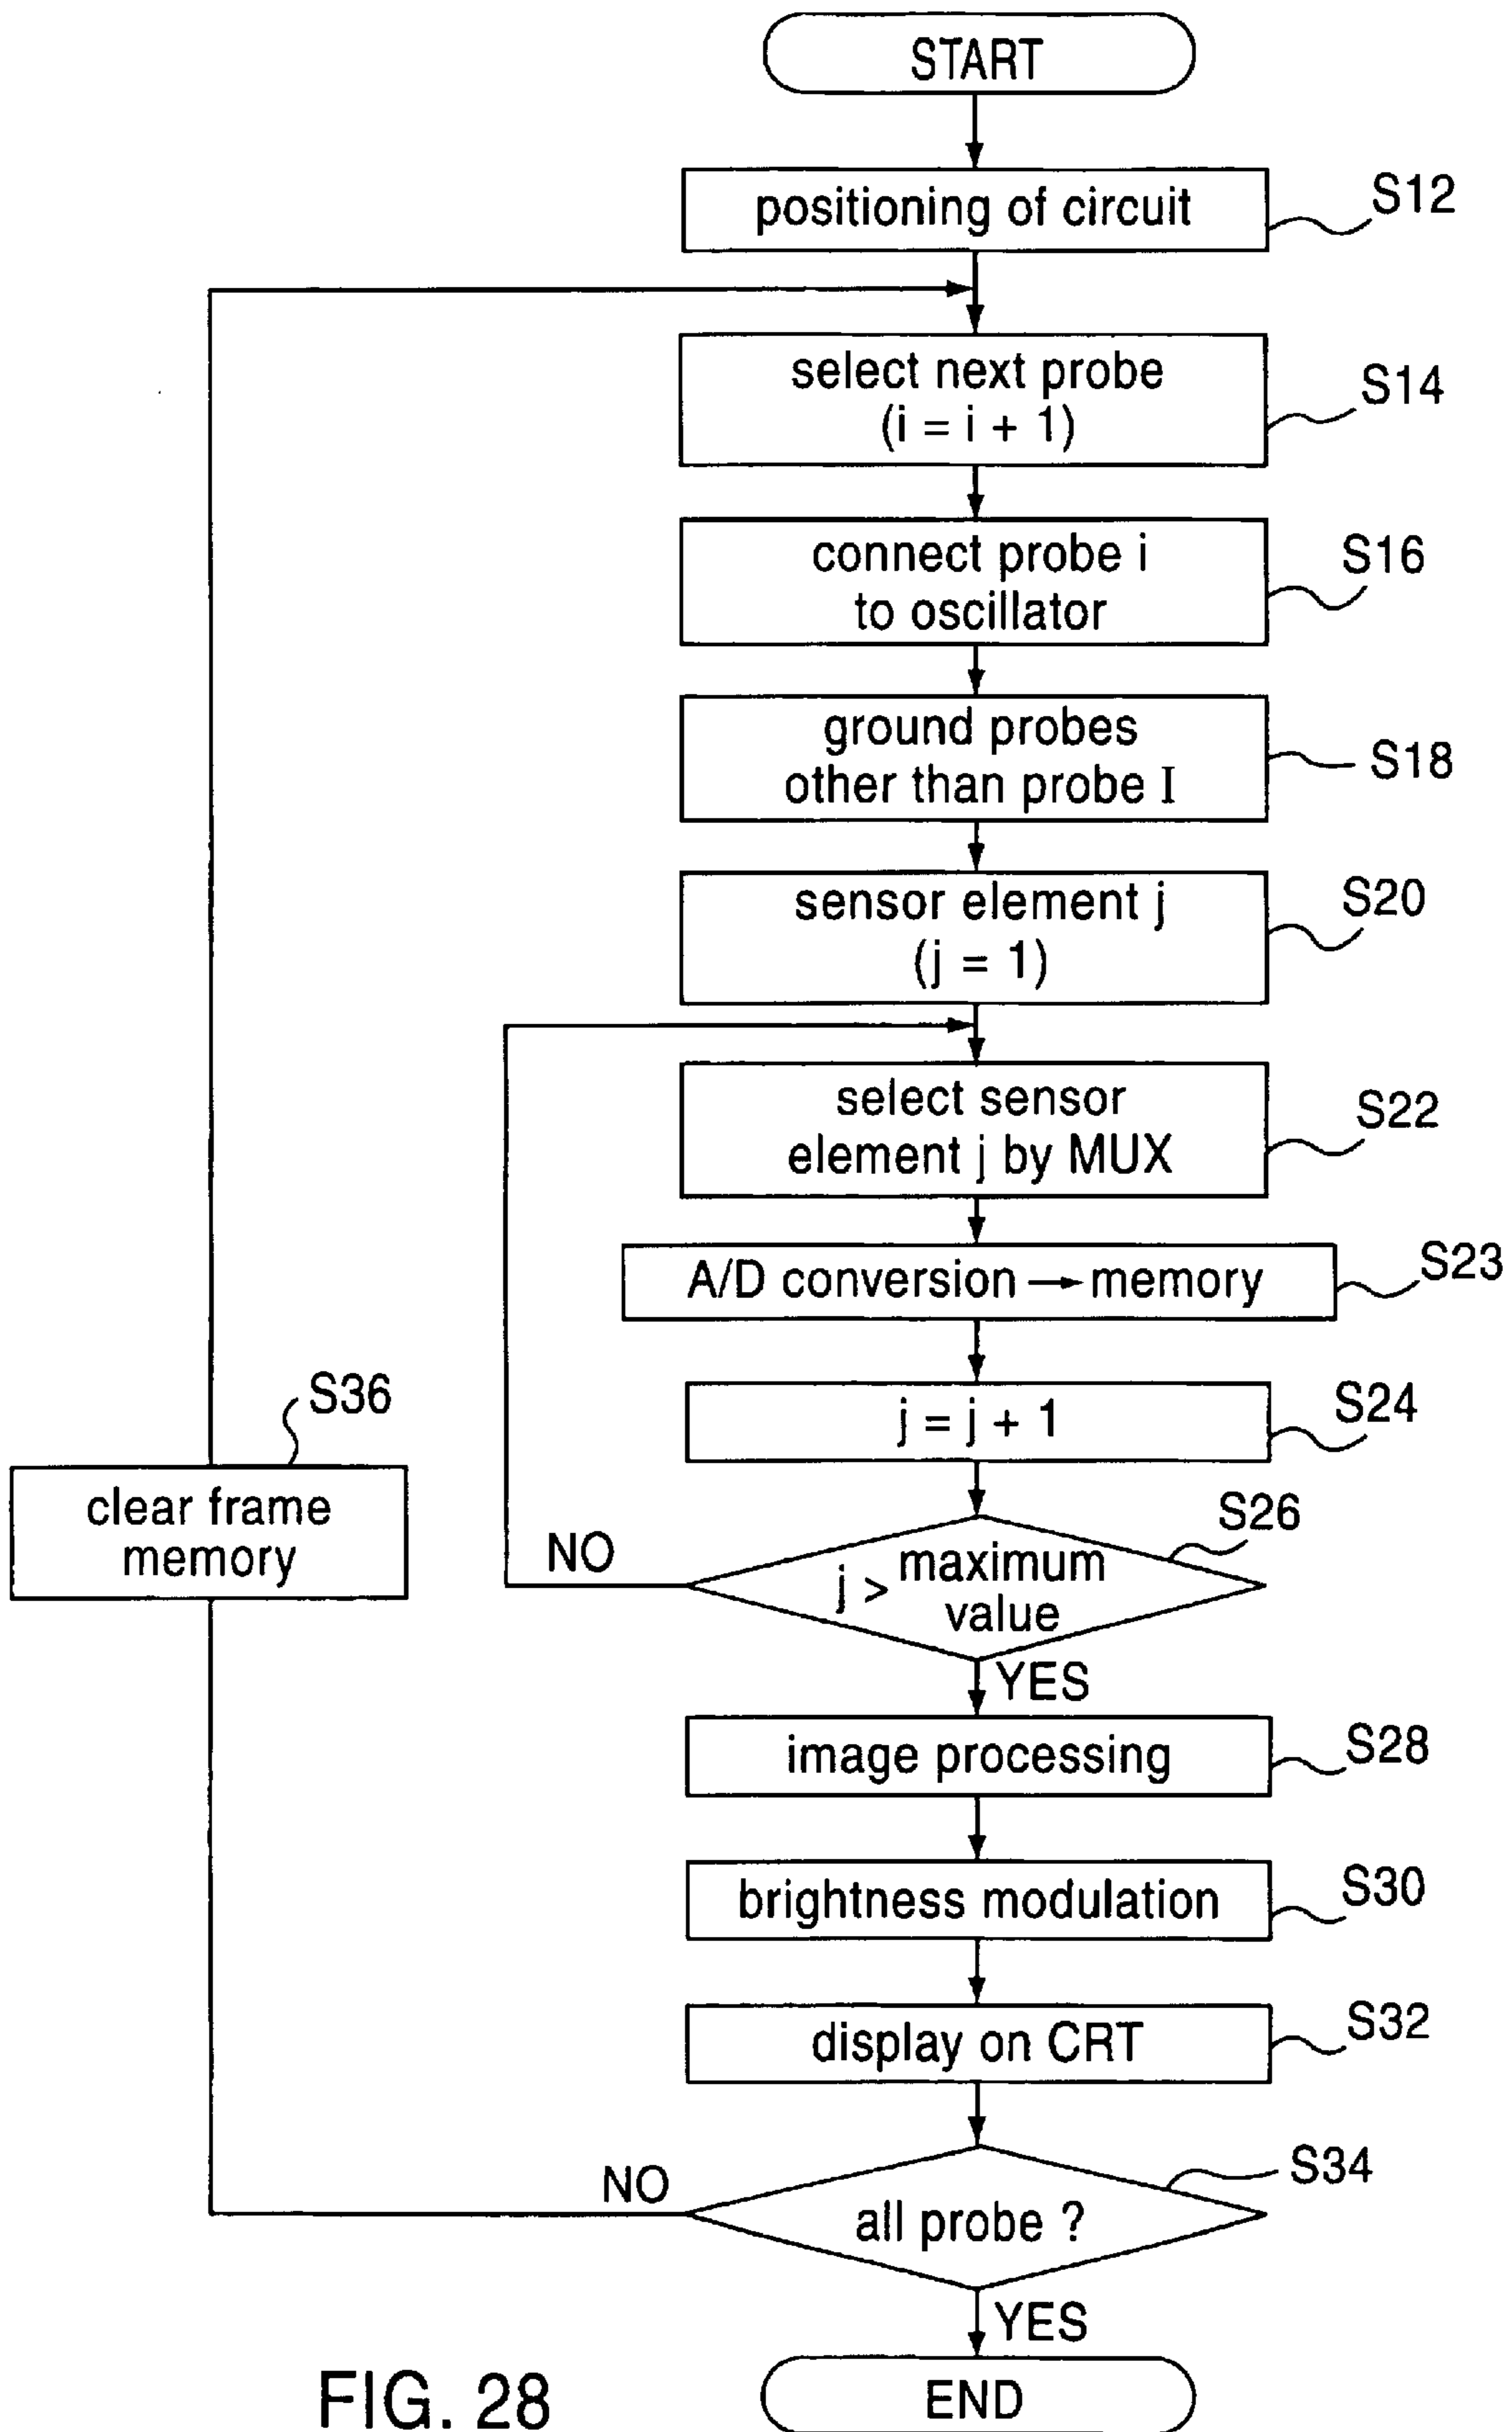 START
positioning of circuit
S12
select next probe
(i = i + 1)
S14
connect probe i
to oscillator
S16
ground probes
other than probe I
S18
sensor element j
(j = 1)
S20
select sensor
element j by MUX
S22
A/D conversion → memory
S23
j = j + 1
S24
S36
clear frame
memory
NO
j > maximum
value
S26
YES
image processing
S28
brightness modulation
S30
display on CRT
S32
NO
all probe ?
S34
YES
END
FIG. 28